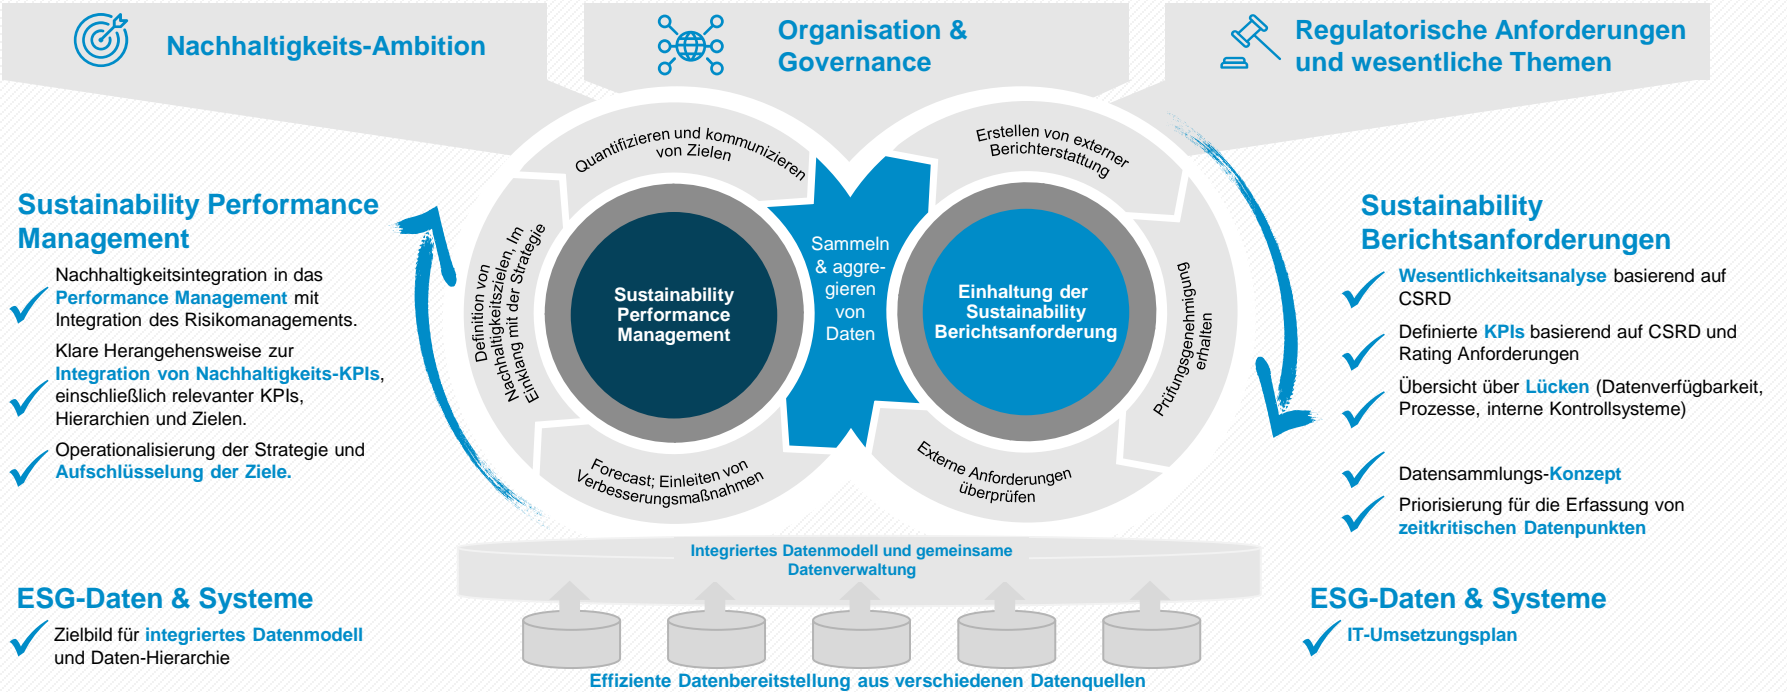 Nachhaltigkeits-Ambition
Organisation &
Governance
Regulatorische Anforderungen
und wesentliche Themen
Sustainability Performance
Management
Nachhaltigkeitsintegration in das
Performance Management mit
Integration des Risikomanagements.
Klare Herangehensweise zur
Integration von Nachhaltigkeits-KPIs,
einschließlich relevanter KPIs,
Hierarchien und Zielen.
Operationalisierung der Strategie und
Aufschlüsselung der Ziele.
ESG-Daten & Systeme
Zielbild für integriertes Datenmodell
und Daten-Hierarchie
Quantifizieren und kommunizieren
von Zielen
Definition von
Nachhaltigkeitszielen, Im
Einklang mit der Strategie
Forecast; Einleiten von
Verbesserungsmaßnahmen
Sustainability
Performance
Management
Sammeln
& aggre-
gieren
von
Daten
Einhaltung der
Sustainability
Berichtsanforderung
Erstellen von externer
Berichterstattung
Prüfungsgenehmigung
erhalten
Externe Anforderungen
überprüfen
Integriertes Datenmodell und gemeinsame
Datenverwaltung
Effiziente Datenbereitstellung aus verschiedenen Datenquellen
Sustainability
Berichtsanforderungen
Wesentlichkeitsanalyse basierend auf
CSRD
Definierte KPIs basierend auf CSRD und
Rating Anforderungen
Übersicht über Lücken (Datenverfügbarkeit,
Prozesse, interne Kontrollsysteme)
Datensammlungs-Konzept
Priorisierung für die Erfassung von
zeitkritischen Datenpunkten
ESG-Daten & Systeme
IT-Umsetzungsplan